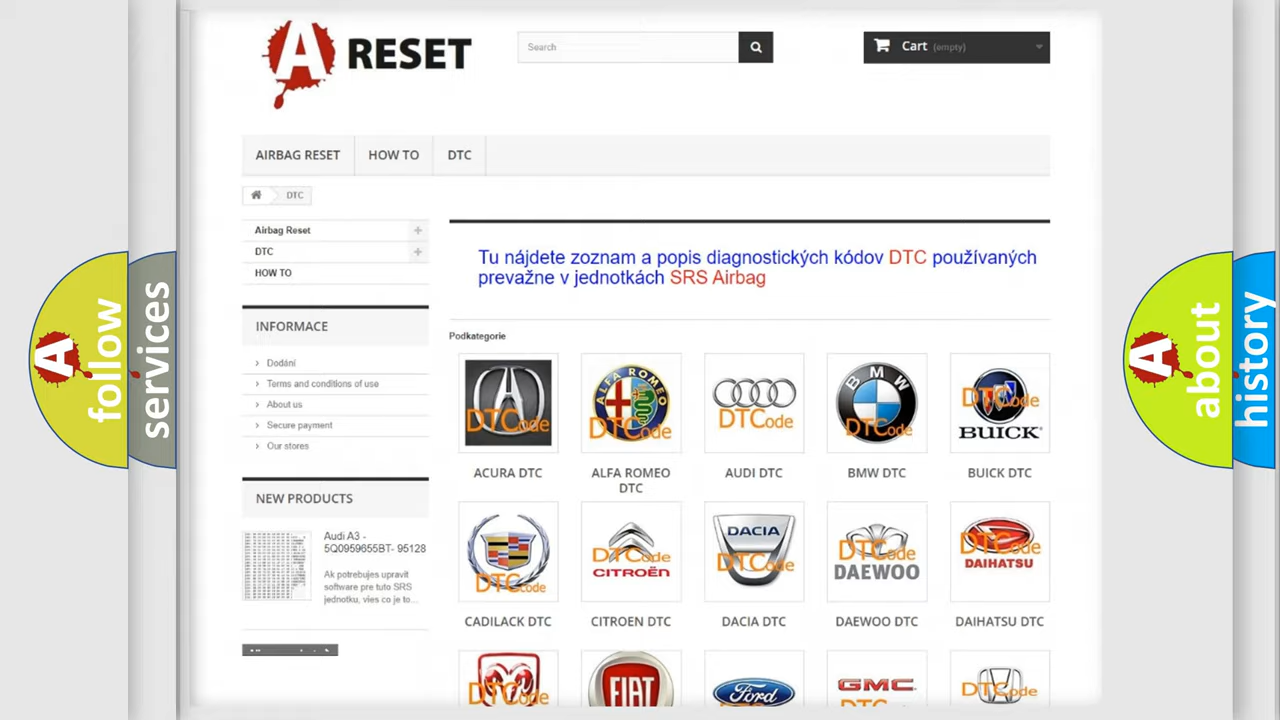 A RESET
Search
Cart (empty)
AIRBAG RESET
HOW TO
DTC
DTC
Airbag Reset
DTC
HOW TO
INFORMACE
Dodání
Terms and conditions of use
About us
Secure payment
Our stores
NEW PRODUCTS
Audi A3 -
5Q0959655BT- 95128
Ak potrebujes upravit
software pre tuto SRS
jednotku, vies co je to...
Tu nájdete zoznam a popis diagnostických kódov DTC používaných
prevažne v jednotkách SRS Airbag
Podkategorie
DTCode
ALFA ROMEO
DTCode
DTCode
BMW
DTCode
DTCode
BUICK
ACURA DTC
ALFA ROMEO
DTC
AUDI DTC
BMW DTC
BUICK DTC
DTCode
DTCode
CITROËN
DACIA
DTCode
DTCode
DAEWOO
DTCode
DAIHATSU
CADILACK DTC
CITROEN DTC
DACIA DTC
DAEWOO DTC
DAIHATSU DTC
DTCode
FIAT
Ford
GMC
DTCode
A follow
services
A about
history